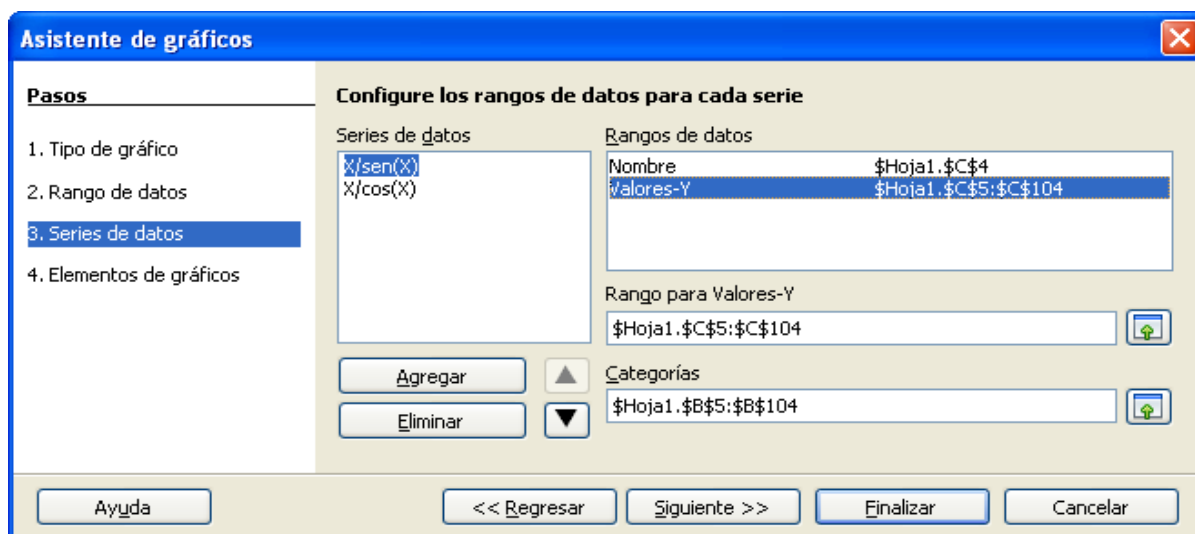 Asistente de gráficos
Pasos
1. Tipo de gráfico
2. Rango de datos
3. Series de datos
4. Elementos de gráficos
Configure los rangos de datos para cada serie
Series de datos
X/sen(X)
X/cos(X)
Agregar
Eliminar
Rangos de datos
Nombre $Hoja1.$C$4
Valores-Y $Hoja1.$C$5:$C$104
Rango para Valores-Y
$Hoja1.$C$5:$C$104
Categorías
$Hoja1.$B$5:$B$104
Ayuda << Regresar Siguiente >> Finalizar Cancelar